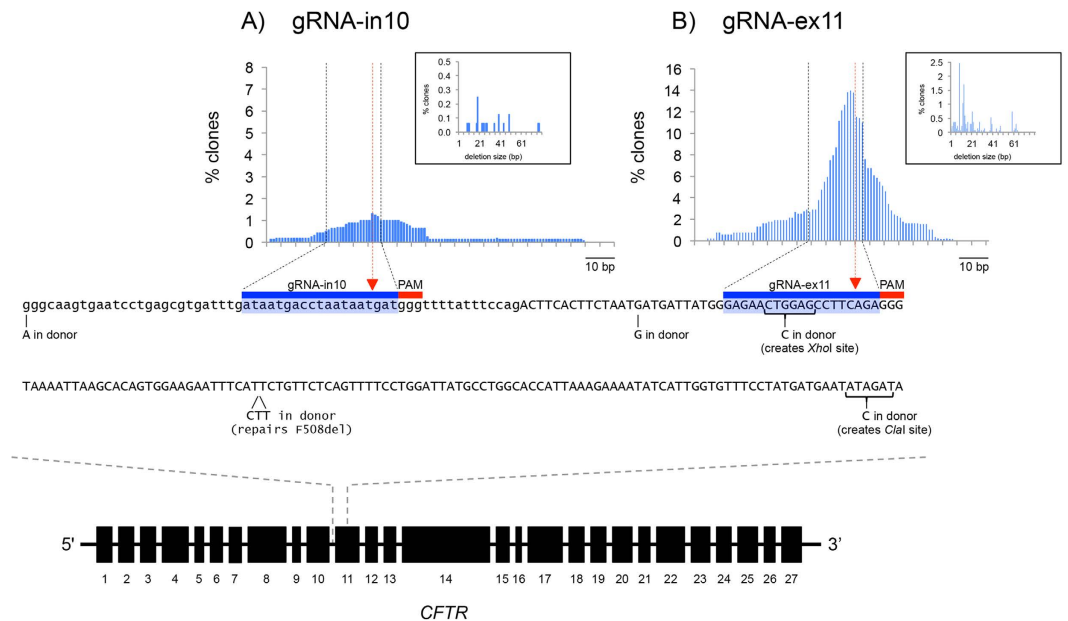 A) gRNA-in10
B) gRNA-ex11
% clones
8
7
6
5
4
3
2
1
0
% clones
0.5
0.4
0.3
0.2
0.1
0.0
1 21 41 61
deletion size (bp)
10 bp
% clones
16
14
12
10
8
6
4
2
0
% clones
2.5
2
1.5
1
0.5
0
1 21 41 61
deletion size (bp)
10 bp
gRNA-in10 PAM
gRNA-ex11 PAM
gggcaagtgaatcctgagcgtgatttgataatgacctaataatgatgggttttatttccagACTTCACTTCTAATGATGATTATGGGAGAACTGGAGCCTTCAGAGGG
A in donor
G in donor
C in donor
(creates XhoI site)
TAAAATTAAGCACAGTGGAAGAATTTCATTCTGTTCTCAGTTTTCCTGGATTATGCCTGGCACCATTAAAGAAAATATCATTGGTGTTTCCTATGATGAATATAGATA
CTT in donor
(repairs F508del)
C in donor
(creates ClaI site)
5' 3’
1 2 3 4 5 6 7 8 9 10 11 12 13 14 15 16 17 18 19 20 21 22 23 24 25 26 27
CFTR